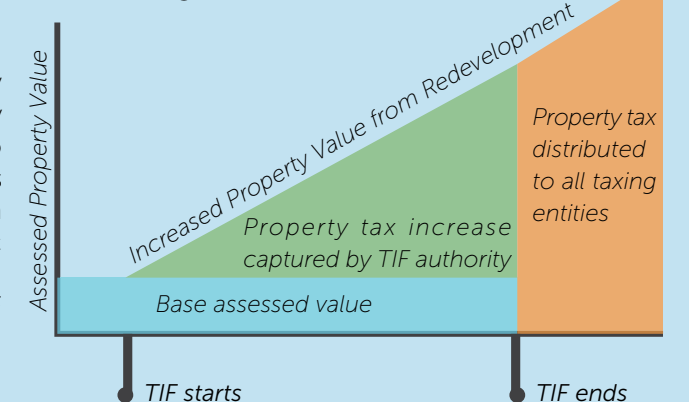 Assessed Property Value
Increased Property Value from Redevelopment
Property tax increase
captured by TIF authority
Property tax
distributed
to all taxing
entities
Base assessed value
TIF starts
TIF ends